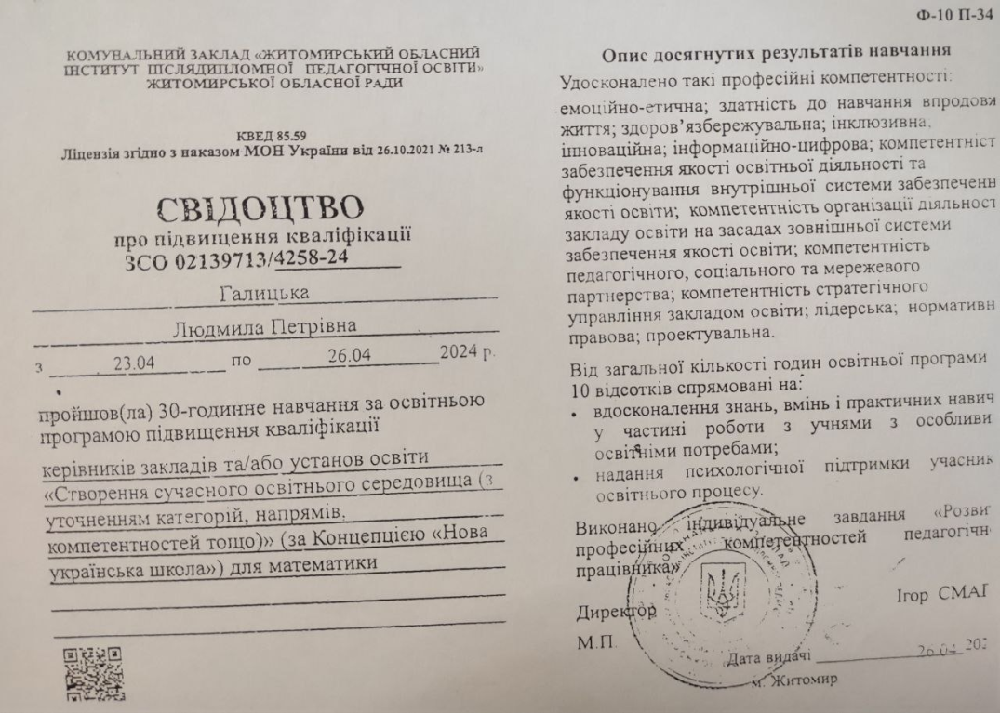 Ф-10 П-34
КОМУНАЛЬНИЙ ЗАКЛАД «ЖИТОМИРСЬКИЙ ОБЛАСНИЙ
ІНСТИТУТ ПІСЛЯДИПЛОМНОЇ ПЕДАГОГІЧНОЇ ОСВІТИ»
ЖИТОМИРСЬКОЇ ОБЛАСНОЇ РАДИ
КВЕД 85.59
Ліцензія згідно з наказом МОН України від 26.10.2021 № 213-л
СВІДОЦТВО
про підвищення кваліфікації
ЗСО 02139713/4258-24
Галицька
Людмила Петрівна
з 23.04 по 26.04 2024 р.
пройшов(ла) 30-годинне навчання за освітньою
програмою підвищення кваліфікації
керівників закладів та/або установ освіти
«Створення сучасного освітнього середовища (з
уточненням категорій, напрямів,
компетентностей тощо)» (за Концепцією «Нова
українська школа») для математики
Опис досягнутих результатів навчання
Удосконалено такі професійні компетентності:
емоційно-етична; здатність до навчання впродовж
життя; здоров’язбережувальна; інклюзивна;
інноваційна; інформаційно-цифрова; компетентніст
забезпечення якості освітньої діяльності та
функціонування внутрішньої системи забезпеченн
якості освіти; компетентність організації діяльност
закладу освіти на засадах зовнішньої системи
забезпечення якості освіти; компетентність
педагогічного, соціального та мережевого
партнерства; компетентність стратегічного
управління закладом освіти; лідерська; нормативн
правова; проектувальна.
Від загальної кількості годин освітньої програми
10 відсотків спрямовані на:
• вдосконалення знань, вмінь і практичних навич
у частині роботи з учнями з особливи
освітніми потребами;
• надання психологічної підтримки учасник
освітнього процесу.
Виконано індивідуальне завдання «Розви
професійних компетентностей педагогічн
працівника»
Директор Ігор СМАГ
М.П.
Дата видачі 26.04 202
м. Житомир